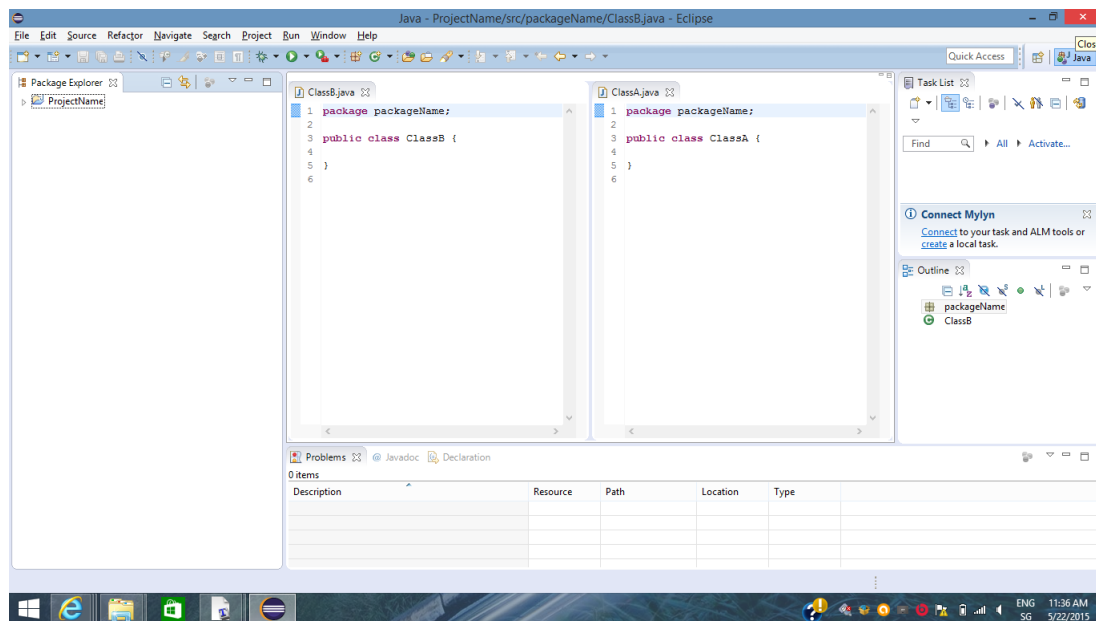 Java - ProjectName/src/packageName/ClassB.java - Eclipse
File Edit Source Refactor Navigate Search Project Run Window Help
Clos
Quick Access
Java
Package Explorer
ProjectName
ClassB.java
1 package packageName;
2
3 public class ClassB {
4
5 }
6
ClassA.java
1 package packageName;
2
3 public class ClassA {
4
5 }
6
Task List
Find All Activate...
Connect Mylyn
Connect to your task and ALM tools or
create a local task.
Outline
packageName
ClassB
Problems @ Javadoc Declaration
0 items
Description Resource Path Location Type
ENG 11:36 AM
SG 5/22/2015